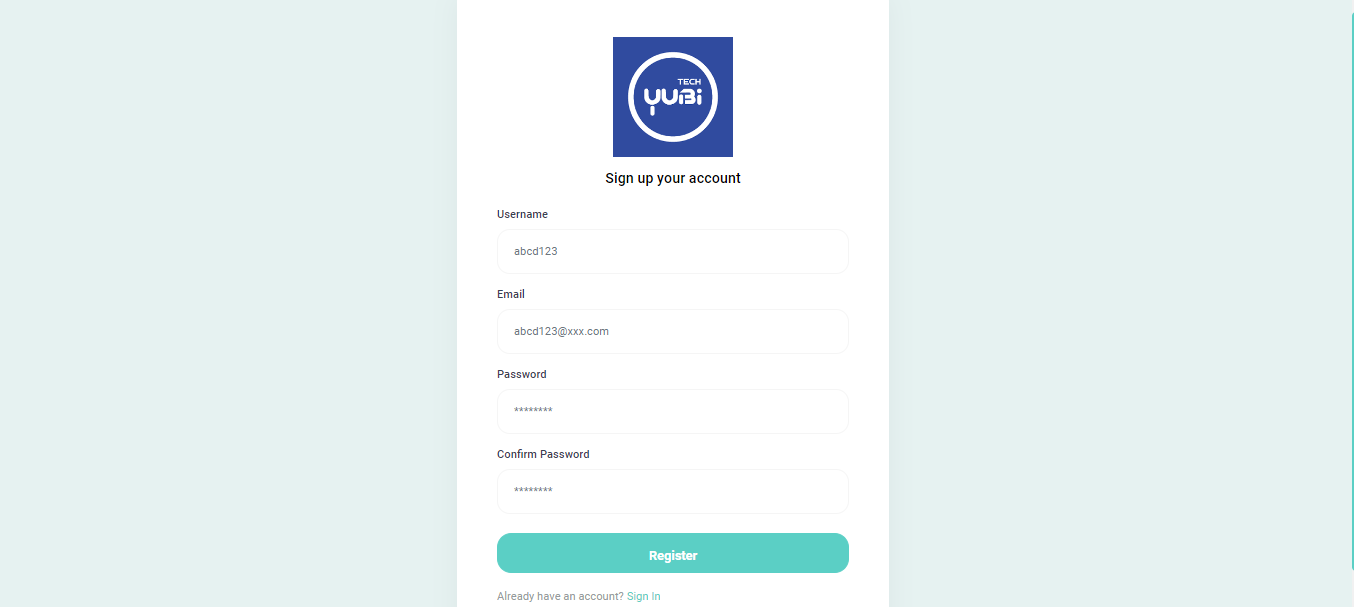 TECH
YUBi
Sign up your account
Username
abcd123
Email
abcd123@xxx.com
Password
********
Confirm Password
********
Register
Already have an account? Sign In